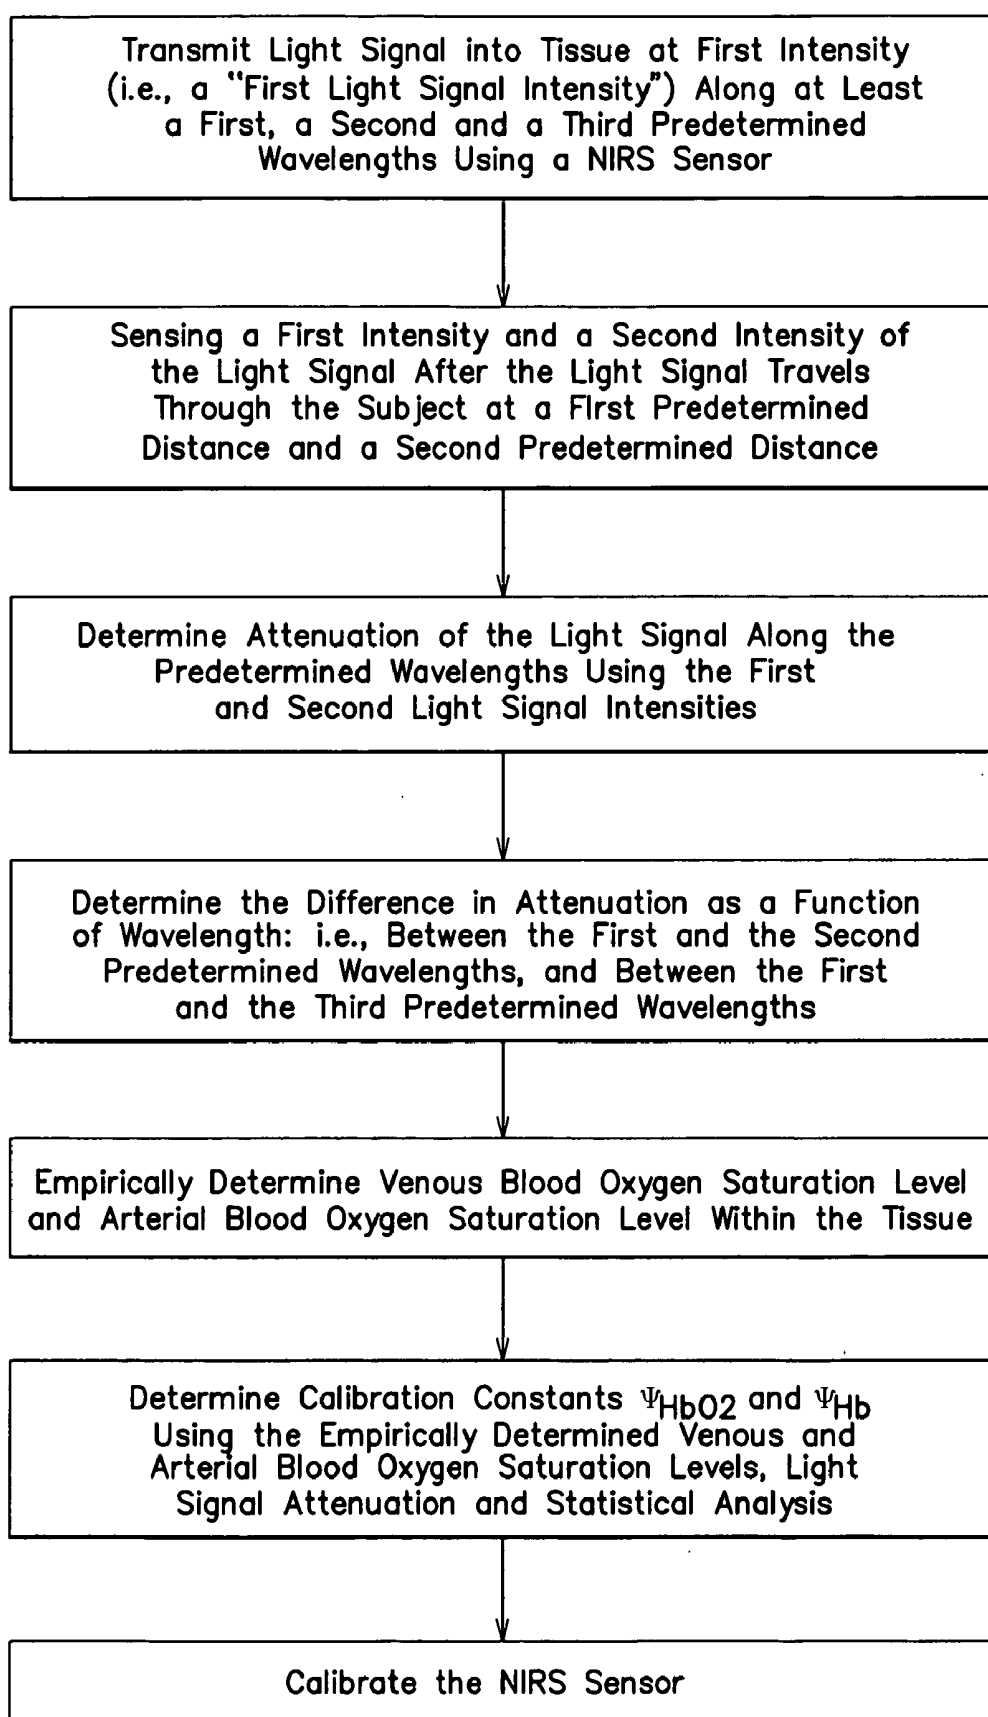 Transmit Light Signal into Tissue at First Intensity
(i.e., a "First Light Signal Intensity") Along at Least
a First, a Second and a Third Predetermined
Wavelengths Using a NIRS Sensor
Sensing a First Intensity and a Second Intensity of
the Light Signal After the Light Signal Travels
Through the Subject at a First Predetermined
Distance and a Second Predetermined Distance
Determine Attenuation of the Light Signal Along the
Predetermined Wavelengths Using the First
and Second Light Signal Intensities
Determine the Difference in Attenuation as a Function
of Wavelength: i.e., Between the First and the Second
Predetermined Wavelengths, and Between the First
and the Third Predetermined Wavelengths
Empirically Determine Venous Blood Oxygen Saturation Level
and Arterial Blood Oxygen Saturation Level Within the Tissue
Determine Calibration Constants ΨHbO2 and ΨHb
Using the Empirically Determined Venous and
Arterial Blood Oxygen Saturation Levels, Light
Signal Attenuation and Statistical Analysis
Calibrate the NIRS Sensor